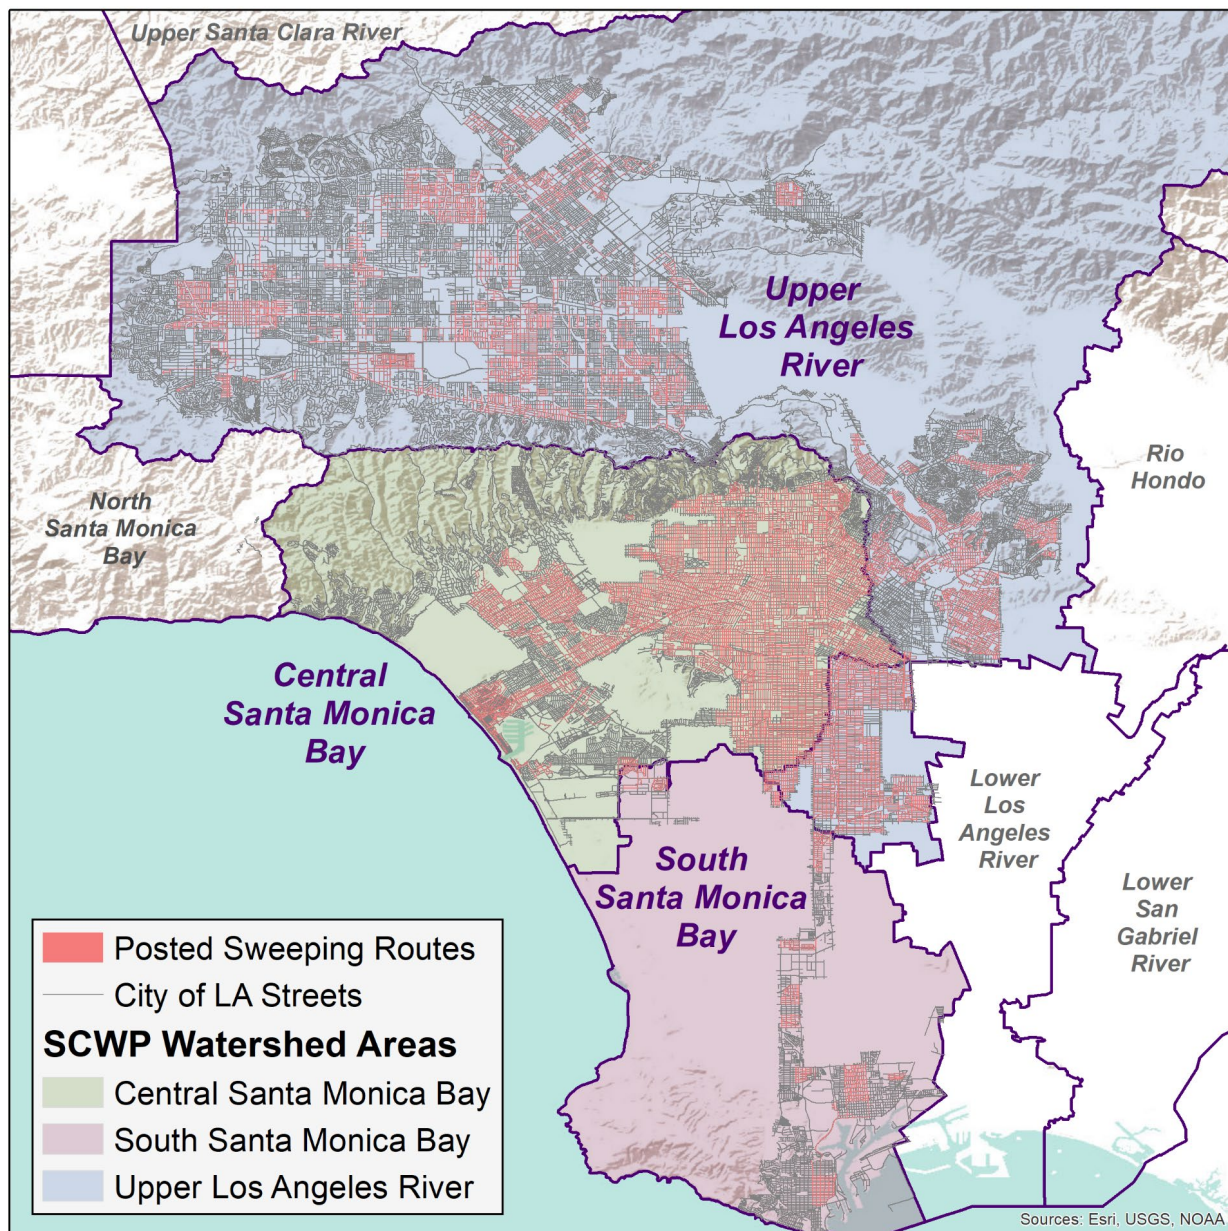 Upper Santa Clara River
Upper
Los Angeles
River
Rio
Hondo
North
Santa Monica
Bay
Central
Santa Monica
Bay
South
Santa Monica
Bay
Lower
Los
Angeles
River
Lower
San
Gabriel
River
Posted Sweeping Routes
City of LA Streets
SCWP Watershed Areas
Central Santa Monica Bay
South Santa Monica Bay
Upper Los Angeles River
Sources: Esri, USGS, NOAA